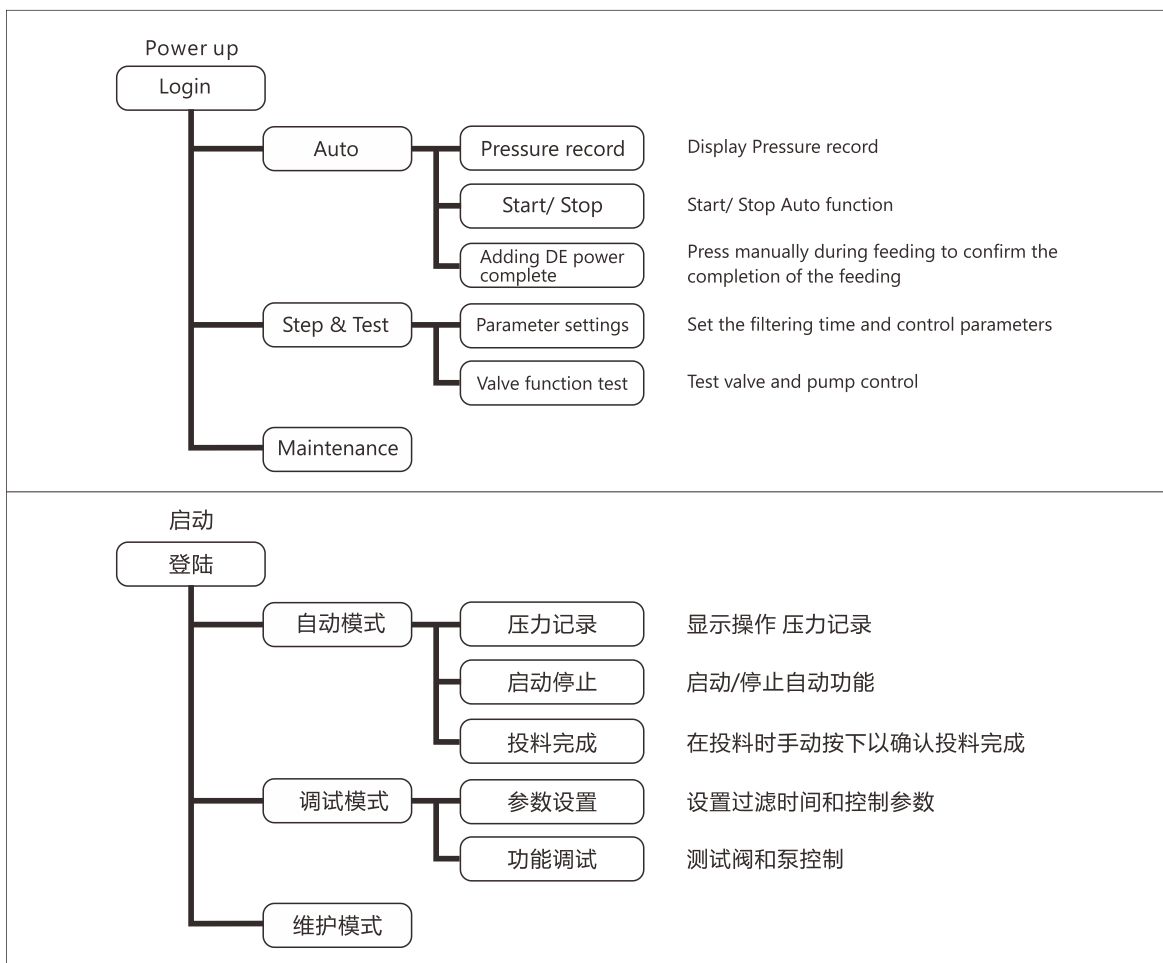 Power up
Login
Auto
Pressure record
Display Pressure record
Start/ Stop
Start/ Stop Auto function
Adding DE power
complete
Press manually during feeding to confirm the
completion of the feeding
Step & Test
Parameter settings
Set the filtering time and control parameters
Valve function test
Test valve and pump control
Maintenance
启动
登陆
自动模式
压力记录
显示操作 压力记录
启动停止
启动/停止自动功能
投料完成
在投料时手动按下以确认投料完成
调试模式
参数设置
设置过滤时间和控制参数
功能调试
测试阀和泵控制
维护模式